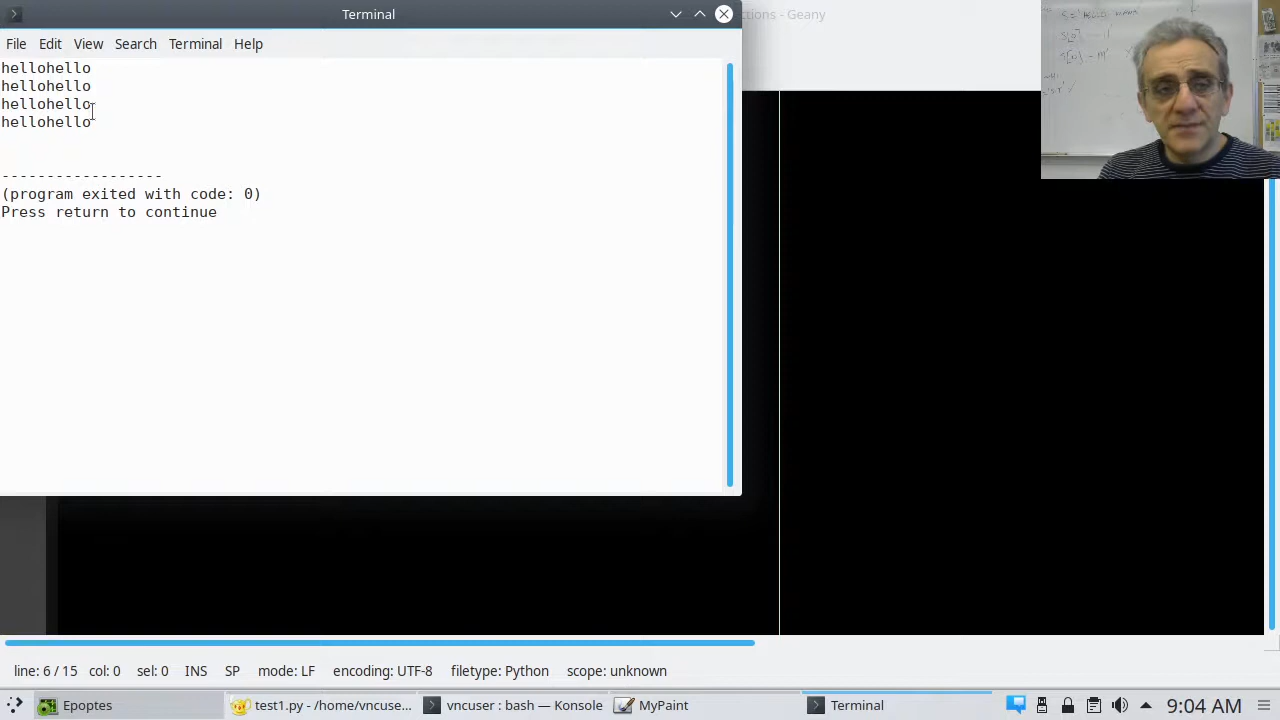 Terminal
ctions - Geany
File Edit View Search Terminal Help
hellohello
hellohello
hellohello
hellohello
------------------
(program exited with code: 0)
Press return to continue
line: 6 / 15 col: 0 sel: 0 INS SP mode: LF encoding: UTF-8 filetype: Python scope: unknown
Epoptes test1.py - /home/vncuse... vncuser : bash — Konsole MyPaint Terminal 9:04 AM